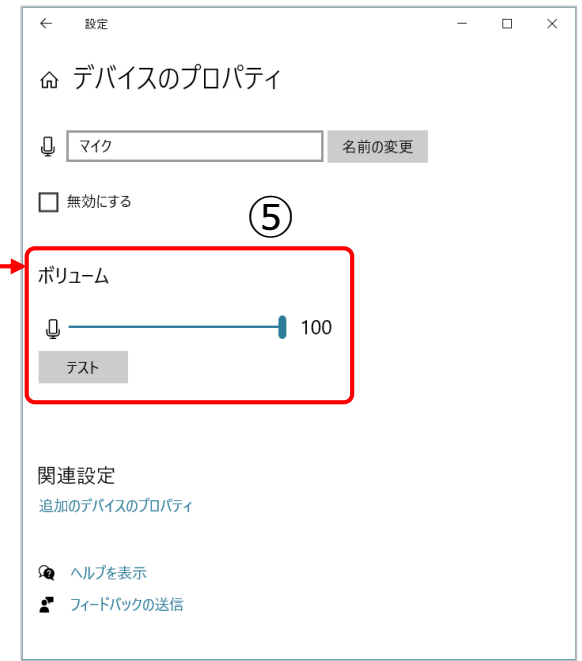 設定
デバイスのプロパティ
マイク 名前の変更
無効にする
⑤
ボリューム
100
テスト
関連設定
追加のデバイスのプロパティ
ヘルプを表示
フィードバックの送信